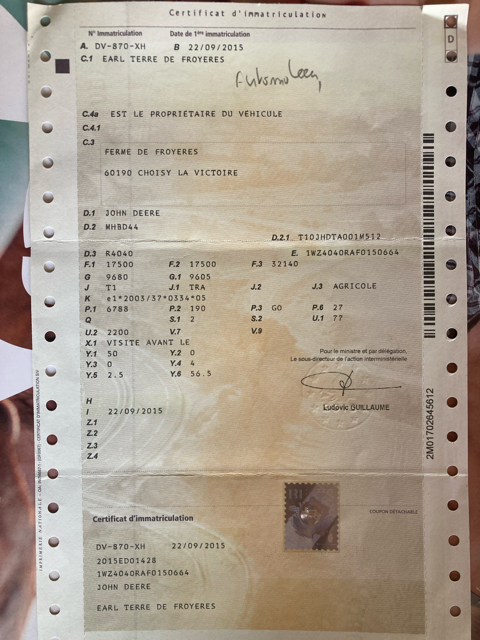 Certificat d'immatriculation
N° Immatriculation Date de 1ère immatriculation
A. DV-870-XH B 22/09/2015
D
C.1 EARL TERRE DE FROYERES
C.4a EST LE PROPRIÉTAIRE DU VÉHICULE
C.4.1
C.3
FERME DE FROYERES
60190 CHOISY LA VICTOIRE
D.1 JOHN DEERE
D.2 MHBD44
D.2.1 T10JHDTA001M512
D.3 R4040 E. 1WZ4040RAF0150664
F.1 17500 F.2 17500 F.3 32140
G 9680 G.1 9605
J T1 J.1 TRA J.2 J.3 AGRICOLE
K e1*2003/37*0334*05
P.1 6788 P.2 190 P.3 GO P.6 27
Q S.1 2 S.2 U.1 77
U.2 2200 V.7 V.9
X.1 VISITE AVANT LE
Y.1 50 Y.2 0
Y.3 0 Y.4 4
Y.5 2.5 Y.6 56.5
Pour le ministre et par délégation,
Le sous-directeur de l'action interministérielle
Ludovic GUILLAUME
H
I 22/09/2015
Z.1
Z.2
Z.3
Z.4
2M01702645612
COUPON DÉTACHABLE
Certificat d'immatriculation
DV-870-XH 22/09/2015
2015ED01428
1WZ4040RAF0150664
JOHN DEERE
EARL TERRE DE FROYERES